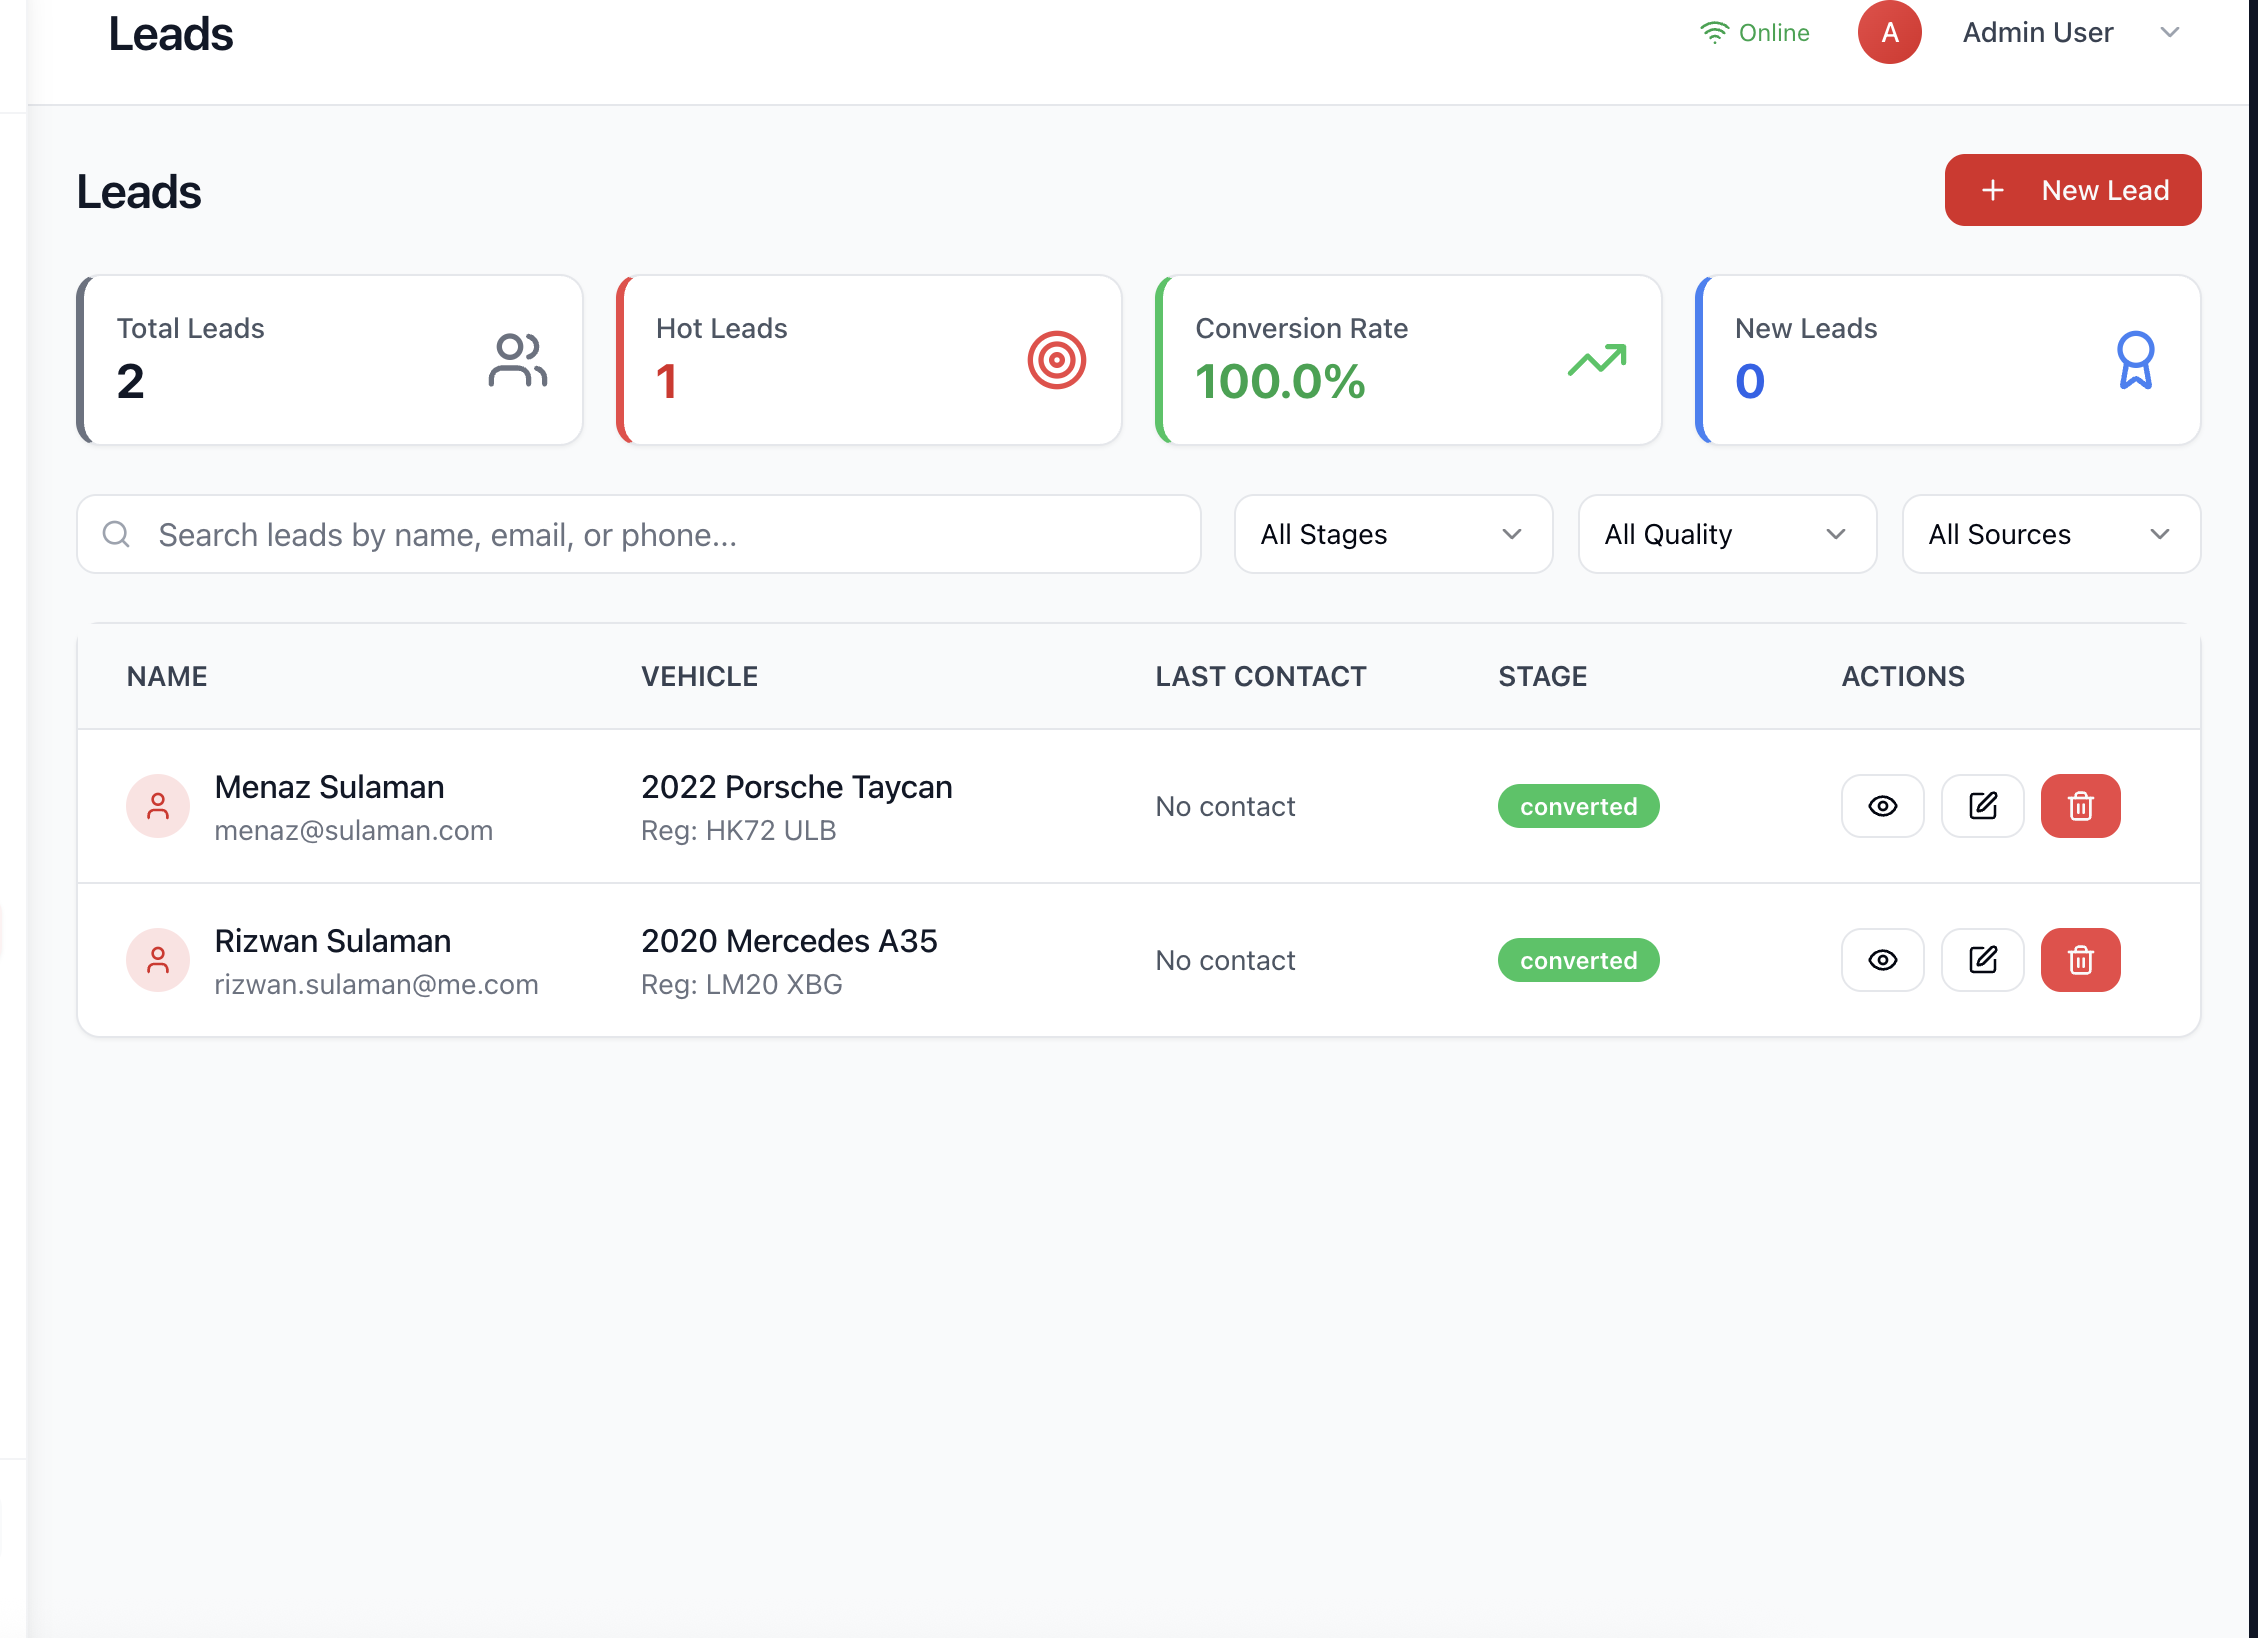 Leads
Online
A
Admin User
Leads
New Lead
Total Leads
2
Hot Leads
1
Conversion Rate
100.0%
New Leads
0
Search leads by name, email, or phone...
All Stages
All Quality
All Sources
NAME VEHICLE LAST CONTACT STAGE ACTIONS
Menaz Sulaman
menaz@sulaman.com
2022 Porsche Taycan
Reg: HK72 ULB
No contact
converted
Rizwan Sulaman
rizwan.sulaman@me.com
2020 Mercedes A35
Reg: LM20 XBG
No contact
converted